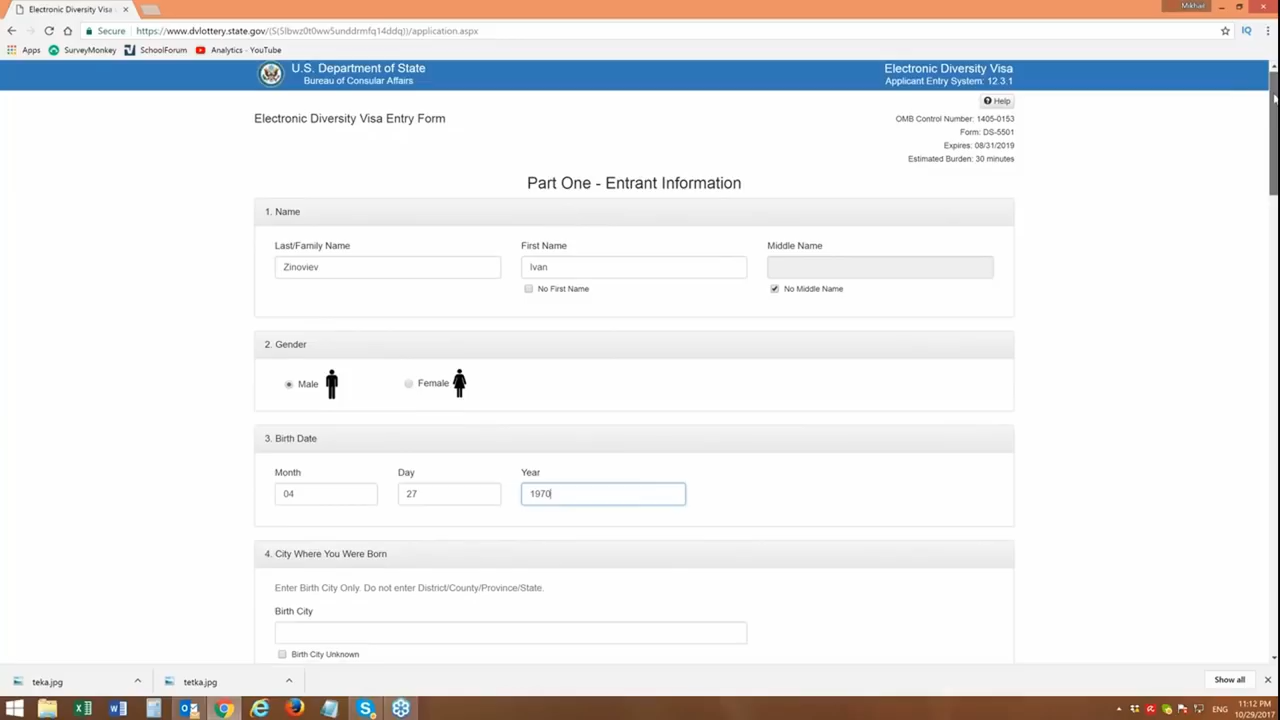 Mikhail
Electronic Diversity Visa
Secure https://www.dvlottery.state.gov/(S(5lbwz0t0ww5unddrmfq14ddq))/application.aspx
Apps SurveyMonkey SchoolForum Analytics - YouTube
U.S. Department of State
Bureau of Consular Affairs
Electronic Diversity Visa
Applicant Entry System: 12.3.1
Help
Electronic Diversity Visa Entry Form
OMB Control Number: 1405-0153
Form: DS-5501
Expires: 08/31/2019
Estimated Burden: 30 minutes
Part One - Entrant Information
1. Name
Last/Family Name First Name Middle Name
Zinoviev Ivan
No First Name No Middle Name
2. Gender
Male Female
3. Birth Date
Month Day Year
04 27 1970
4. City Where You Were Born
Enter Birth City Only. Do not enter District/County/Province/State.
Birth City
Birth City Unknown
teka.jpg tetka.jpg Show all
ENG 11:12 PM
10/29/2017